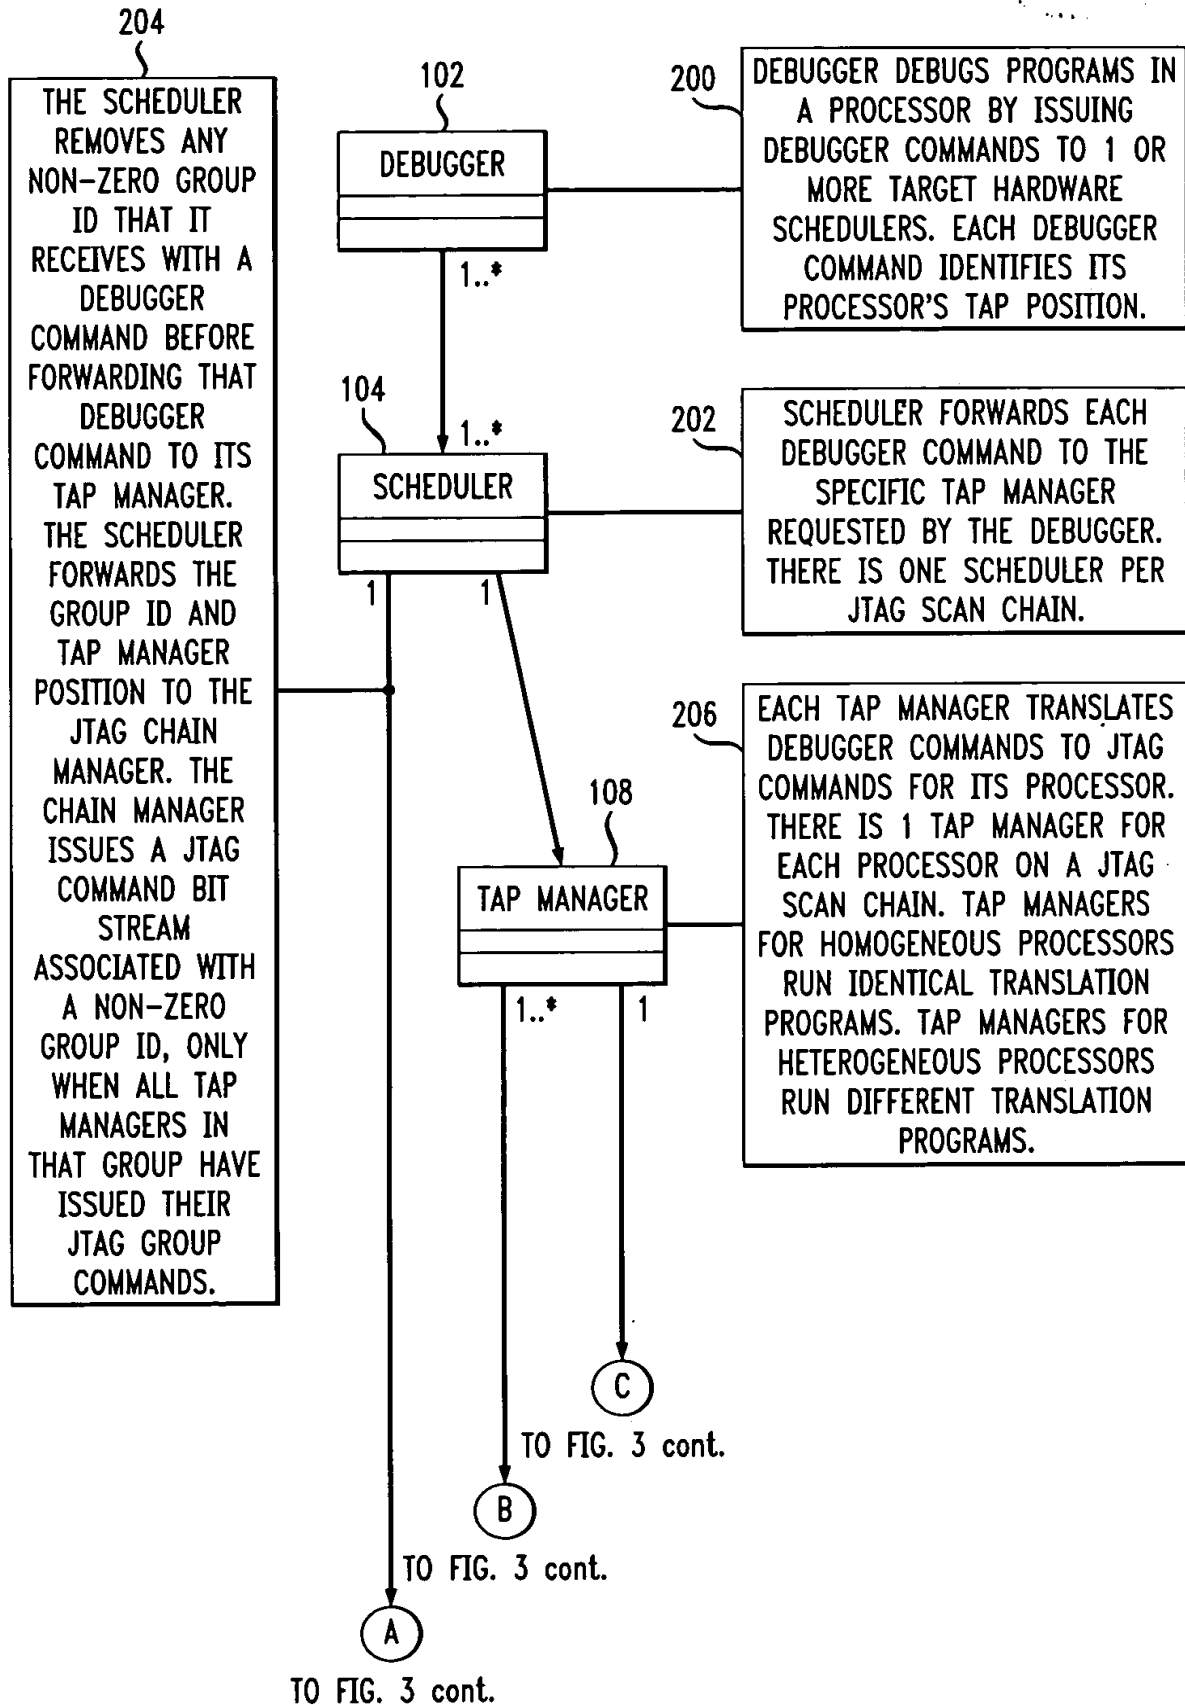 204
THE SCHEDULER
REMOVES ANY
NON-ZERO GROUP
ID THAT IT
RECEIVES WITH A
DEBUGGER
COMMAND BEFORE
FORWARDING THAT
DEBUGGER
COMMAND TO ITS
TAP MANAGER.
THE SCHEDULER
FORWARDS THE
GROUP ID AND
TAP MANAGER
POSITION TO THE
JTAG CHAIN
MANAGER. THE
CHAIN MANAGER
ISSUES A JTAG
COMMAND BIT
STREAM
ASSOCIATED WITH
A NON-ZERO
GROUP ID, ONLY
WHEN ALL TAP
MANAGERS IN
THAT GROUP HAVE
ISSUED THEIR
JTAG GROUP
COMMANDS.
102
DEBUGGER
1..*
200
DEBUGGER DEBUGS PROGRAMS IN
A PROCESSOR BY ISSUING
DEBUGGER COMMANDS TO 1 OR
MORE TARGET HARDWARE
SCHEDULERS. EACH DEBUGGER
COMMAND IDENTIFIES ITS
PROCESSOR'S TAP POSITION.
104
1..*
SCHEDULER
1
1
202
SCHEDULER FORWARDS EACH
DEBUGGER COMMAND TO THE
SPECIFIC TAP MANAGER
REQUESTED BY THE DEBUGGER.
THERE IS ONE SCHEDULER PER
JTAG SCAN CHAIN.
108
TAP MANAGER
1..*
1
206
EACH TAP MANAGER TRANSLATES
DEBUGGER COMMANDS TO JTAG
COMMANDS FOR ITS PROCESSOR.
THERE IS 1 TAP MANAGER FOR
EACH PROCESSOR ON A JTAG
SCAN CHAIN. TAP MANAGERS
FOR HOMOGENEOUS PROCESSORS
RUN IDENTICAL TRANSLATION
PROGRAMS. TAP MANAGERS FOR
HETEROGENEOUS PROCESSORS
RUN DIFFERENT TRANSLATION
PROGRAMS.
C
TO FIG. 3 cont.
B
TO FIG. 3 cont.
A
TO FIG. 3 cont.